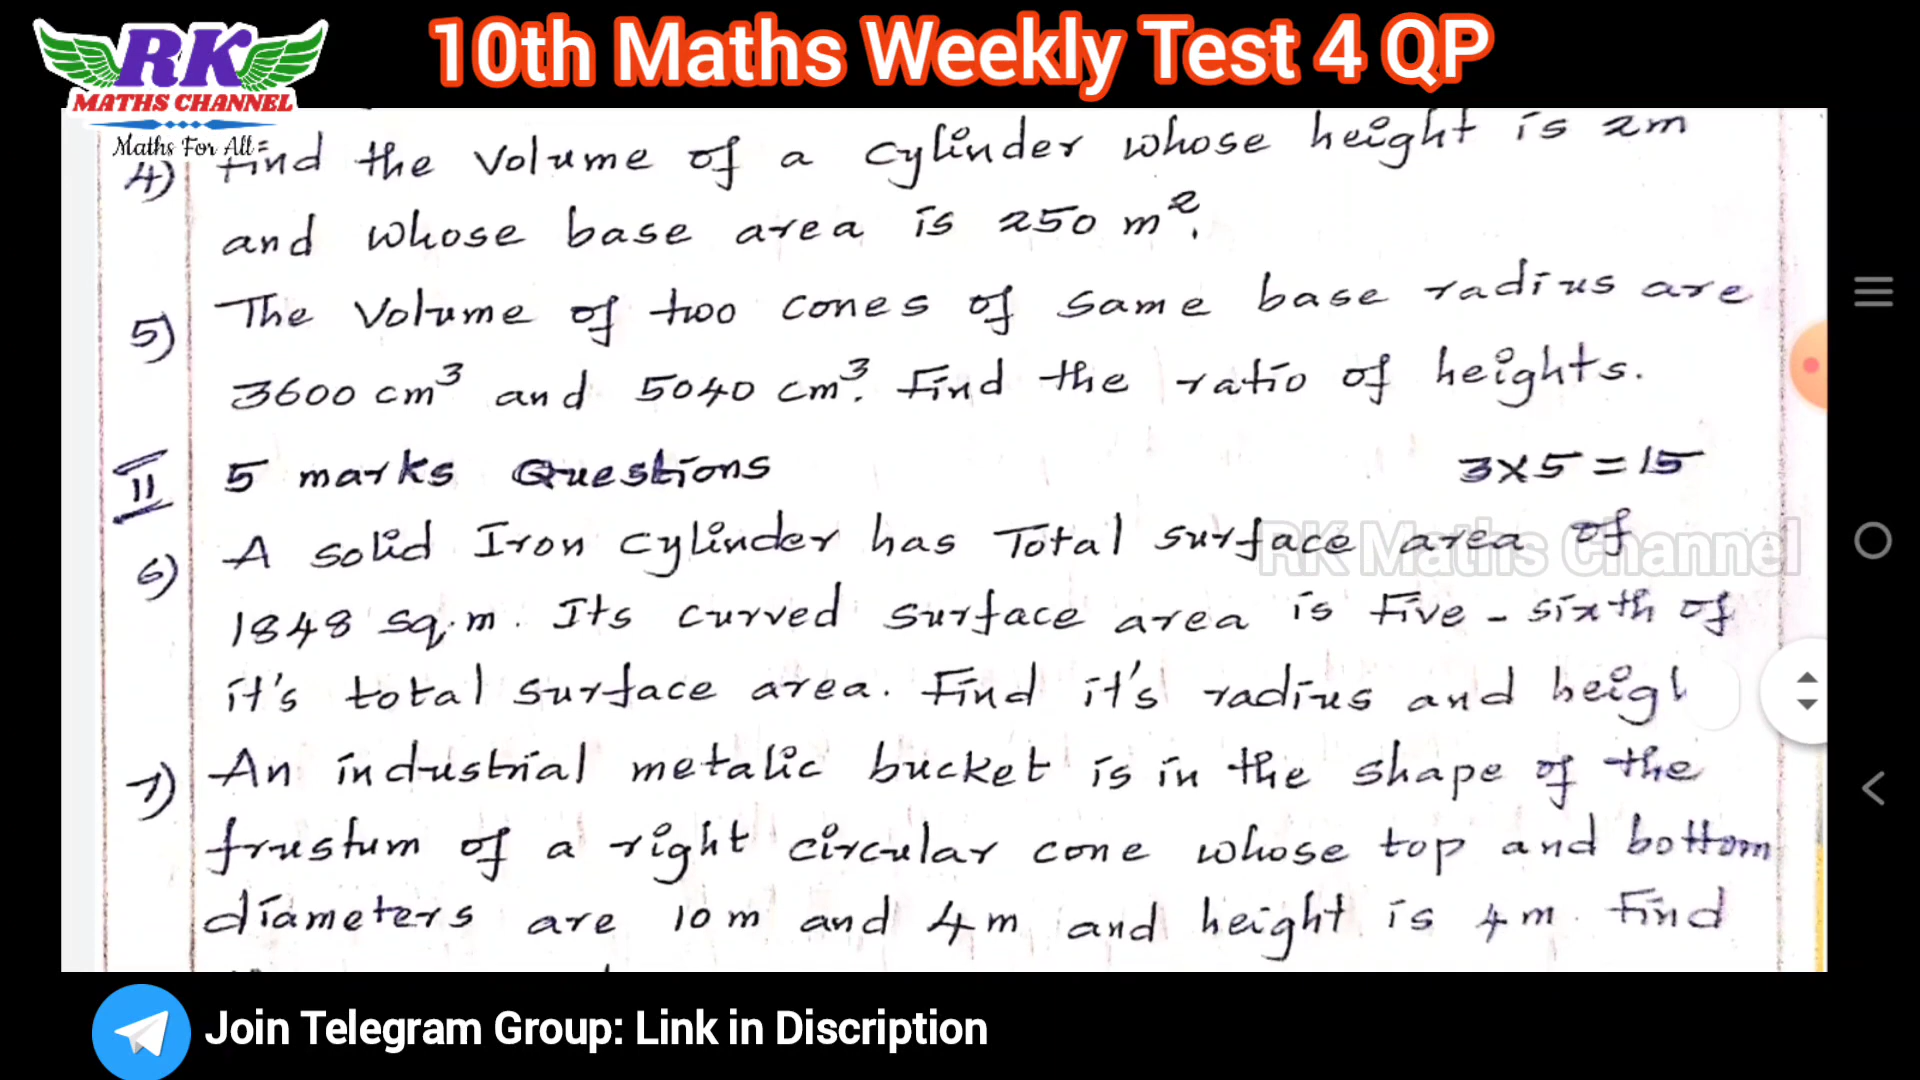 10th Maths Weekly Test 4 QP
RK
MATHS CHANNEL
Maths For All
4) Find the Volume of a cylinder whose height is 2m
and whose base area is 250 m².
5) The Volume of two cones of same base radius are
3600 cm³ and 5040 cm³. Find the ratio of heights.
II 5 marks Questions 3×5=15
6) A solid Iron cylinder has Total surface area of
RK Maths Channel
1848 sq.m. Its curved surface area is Five - sixth of
it's total surface area. Find it's radius and heigh
7) An industrial metalic bucket is in the shape of the
frustum of a right circular cone whose top and bottom
diameters are 10m and 4m and height is 4m. Find
Join Telegram Group: Link in Discription